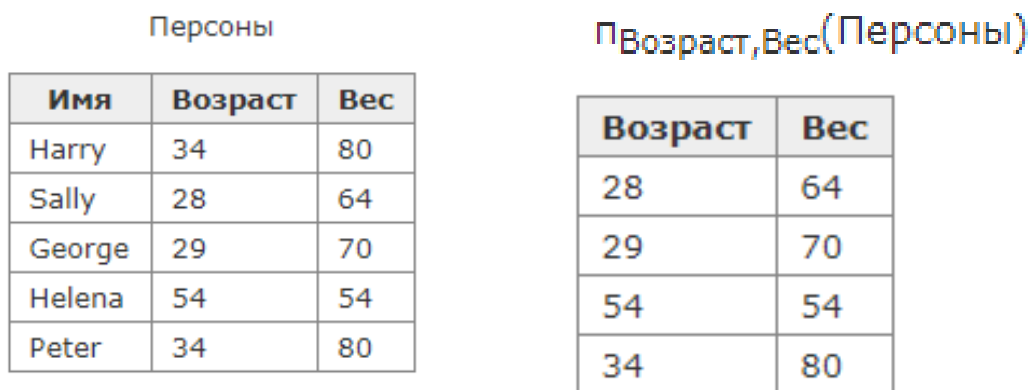 Персоны
Имя Возраст Вес
Harry 34 80
Sally 28 64
George 29 70
Helena 54 54
Peter 34 80
πВозраст,Вес(Персоны)
Возраст Вес
28 64
29 70
54 54
34 80